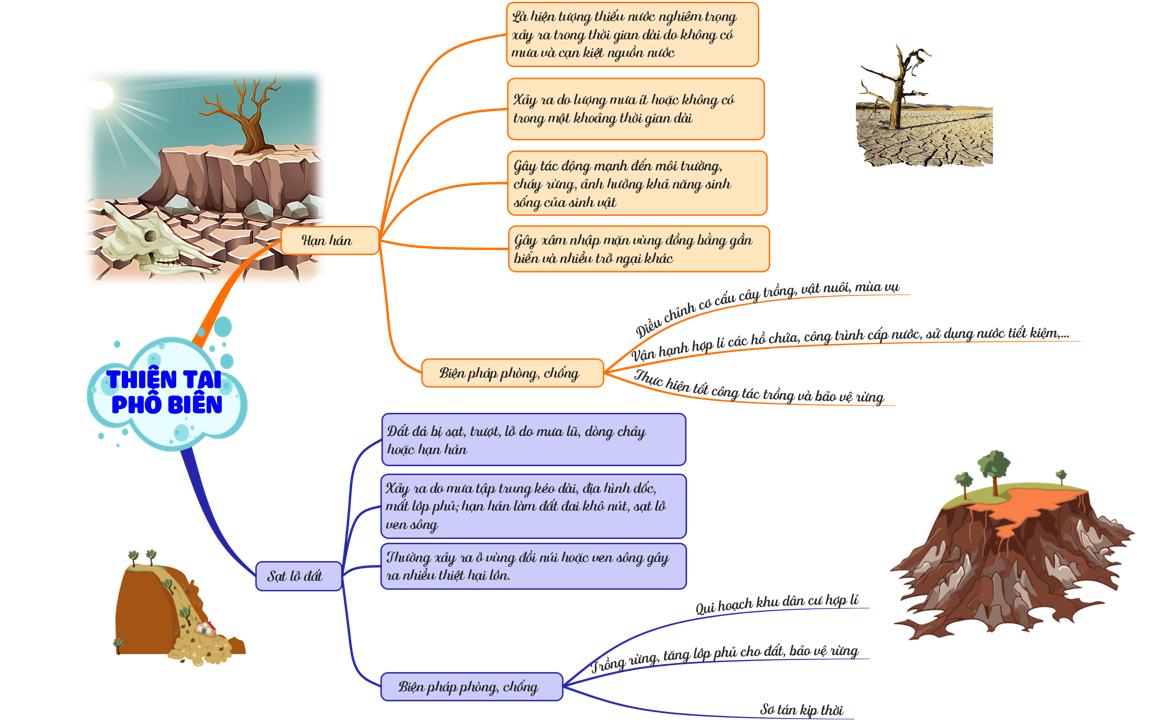 Là hiện tượng thiếu nước nghiêm trọng
xảy ra trong thời gian dài do không có
mưa và cạn kiệt nguồn nước
Xảy ra do lượng mưa ít hoặc không có
trong một khoảng thời gian dài
Gây tác động mạnh đến môi trường,
cháy rừng, ảnh hưởng khả năng sinh
sống của sinh vật
Hạn hán
Gây xâm nhập mặn vùng đồng bằng gần
biển và nhiều trở ngại khác
Điều chỉnh cơ cấu cây trồng, vật nuôi, mùa vụ
Vận hạnh hợp lí các hồ chứa, công trình cấp nước, sử dụng nước tiết kiệm,...
Biện pháp phòng, chống
Thực hiện tốt công tác trồng và bảo vệ rừng
THIÊN TAI
PHỔ BIẾN
Đất đá bị sạt, trượt, lở do mưa lũ, dòng chảy
hoặc hạn hán
Xảy ra do mưa tập trung kéo dài, địa hình dốc,
mất lớp phủ; hạn hán làm đất đai khô nứt, sạt lở
ven sông
Thường xảy ra ở vùng đồi núi hoặc ven sông gây
ra nhiều thiệt hại lớn.
Sạt lở đất
Qui hoạch khu dân cư hợp lí
Trồng rừng, tăng lớp phủ cho đất, bảo vệ rừng
Biện pháp phòng, chống
Sơ tán kịp thời